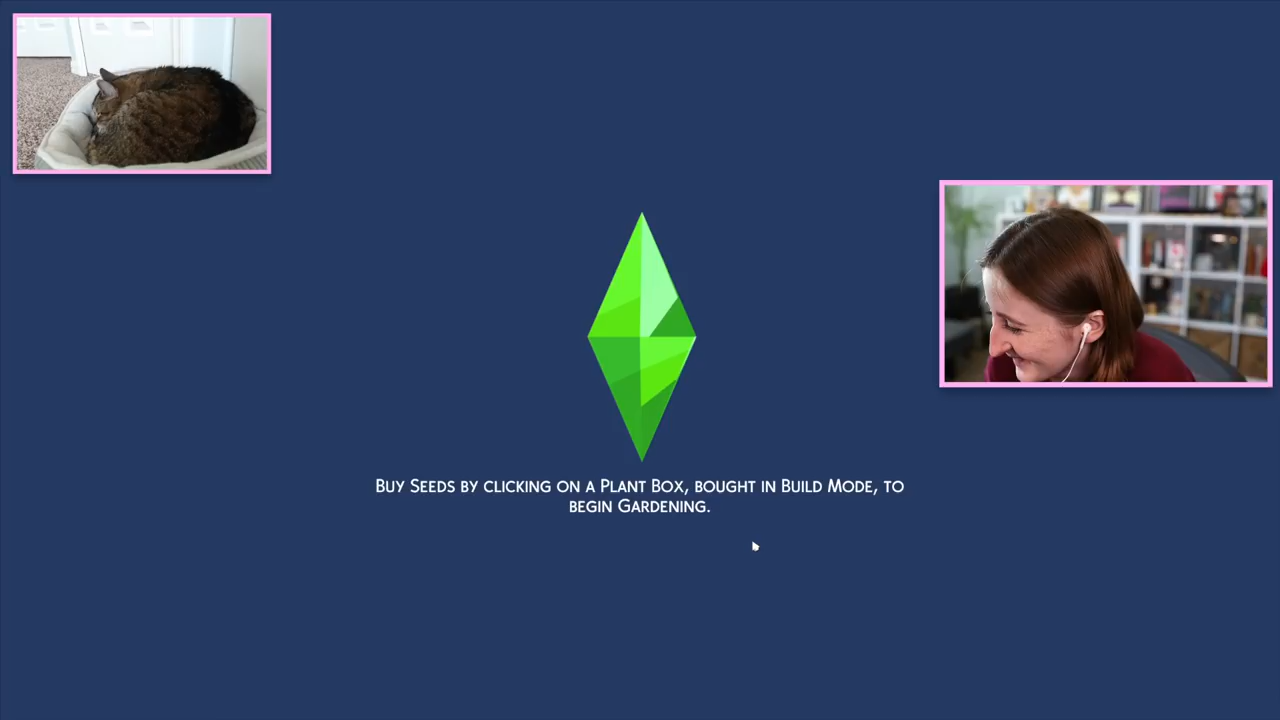 Buy Seeds by clicking on a Plant Box, bought in Build Mode, to
begin Gardening.